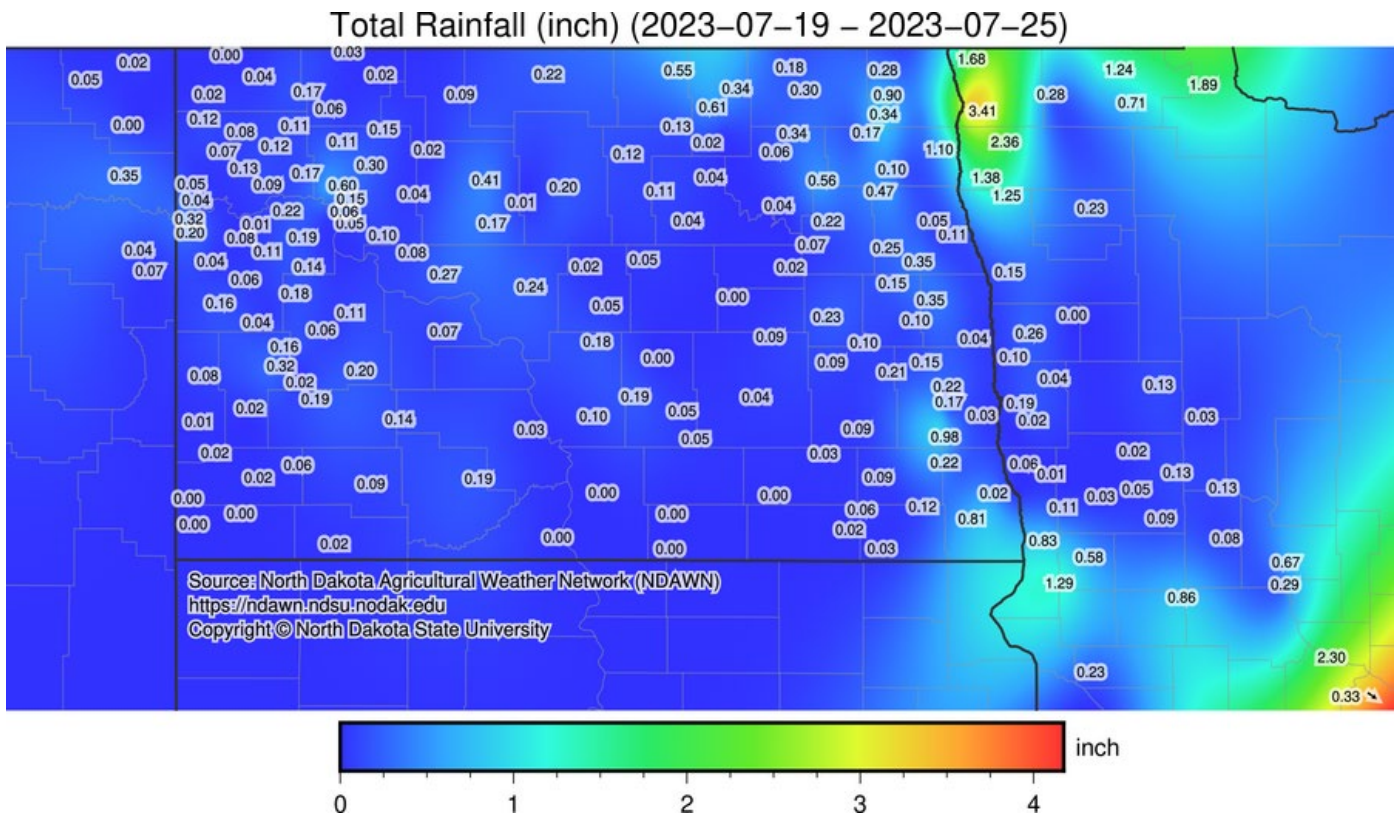 Total Rainfall (inch) (2023–07–19 – 2023–07–25)
0.00 0.03
1.68
0.02
0.55 0.18 0.28 1.24
0.05 0.04 0.02 0.22
1.89
0.02 0.17 0.09 0.34 0.30 0.90 0.28
0.06 0.61 0.71
3.41
0.12 0.34
0.00 0.11 0.15 0.13
0.08 0.34 0.17
0.12 0.11 0.02 2.36
0.07 0.02 0.12 0.06 1.10
0.13 0.30 0.10
0.35 0.17 0.04 1.38
0.05 0.09 0.60 0.41 0.20 0.11 0.56 0.47
0.04 0.15 0.04 0.01 1.25
0.32 0.22 0.06 0.04 0.23
0.20 0.01 0.05 0.17 0.04 0.22 0.05
0.08 0.19 0.10 0.11
0.04 0.11 0.08 0.07 0.25
0.07 0.04 0.14 0.27 0.02 0.05 0.02 0.35 0.15
0.06 0.24 0.15
0.16 0.18 0.05 0.00 0.35
0.04 0.11 0.23 0.10 0.00
0.06 0.07 0.18 0.09 0.10 0.04 0.26
0.16 0.00 0.09 0.15 0.10
0.08 0.32 0.20 0.21
0.02 0.22 0.04 0.13
0.19 0.19 0.04 0.17 0.19
0.01 0.02 0.14 0.10 0.05 0.03 0.02 0.03
0.03 0.05 0.09 0.98
0.02 0.03 0.02
0.06 0.22 0.06
0.02 0.09 0.19 0.09 0.01 0.13
0.00 0.00 0.00 0.02 0.03 0.05 0.13
0.00 0.00 0.00 0.06 0.12 0.81 0.11 0.09
0.02 0.00 0.02 0.83 0.08
0.00 0.03 0.58
0.67
Source: North Dakota Agricultural Weather Network (NDAWN) 1.29 0.29
https://ndawn.ndsu.nodak.edu 0.86
Copyright © North Dakota State University
2.30
0.23
0.33
inch
0 1 2 3 4